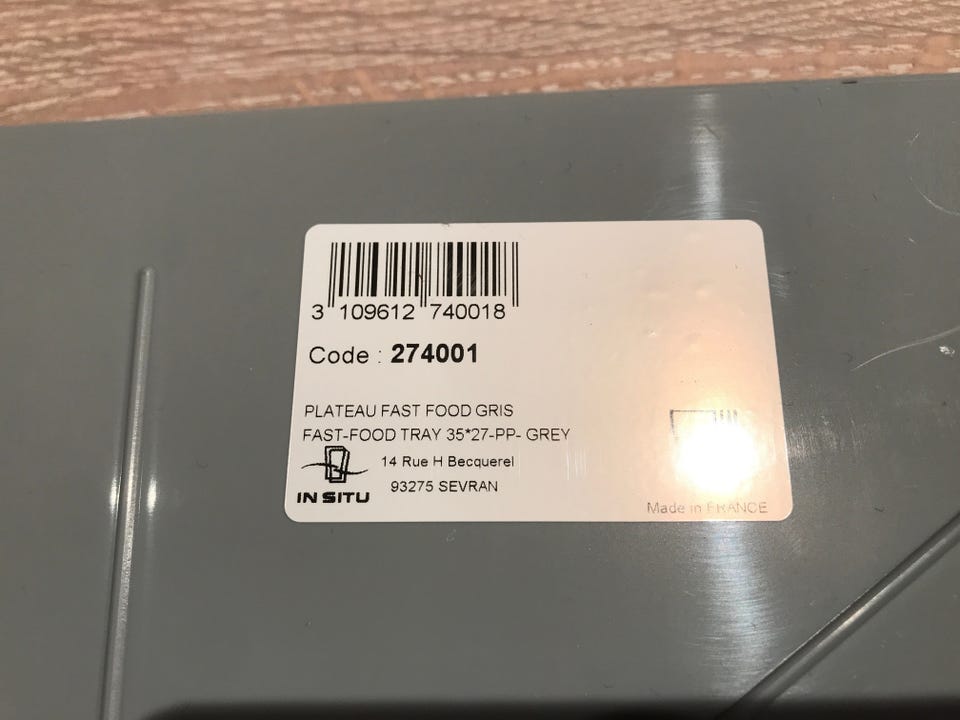 3 109612 740018
Code : 274001
PLATEAU FAST FOOD GRIS
FAST-FOOD TRAY 35*27-PP- GREY
14 Rue H Becquerel
93275 SEVRAN
IN SITU
Made in FRANCE